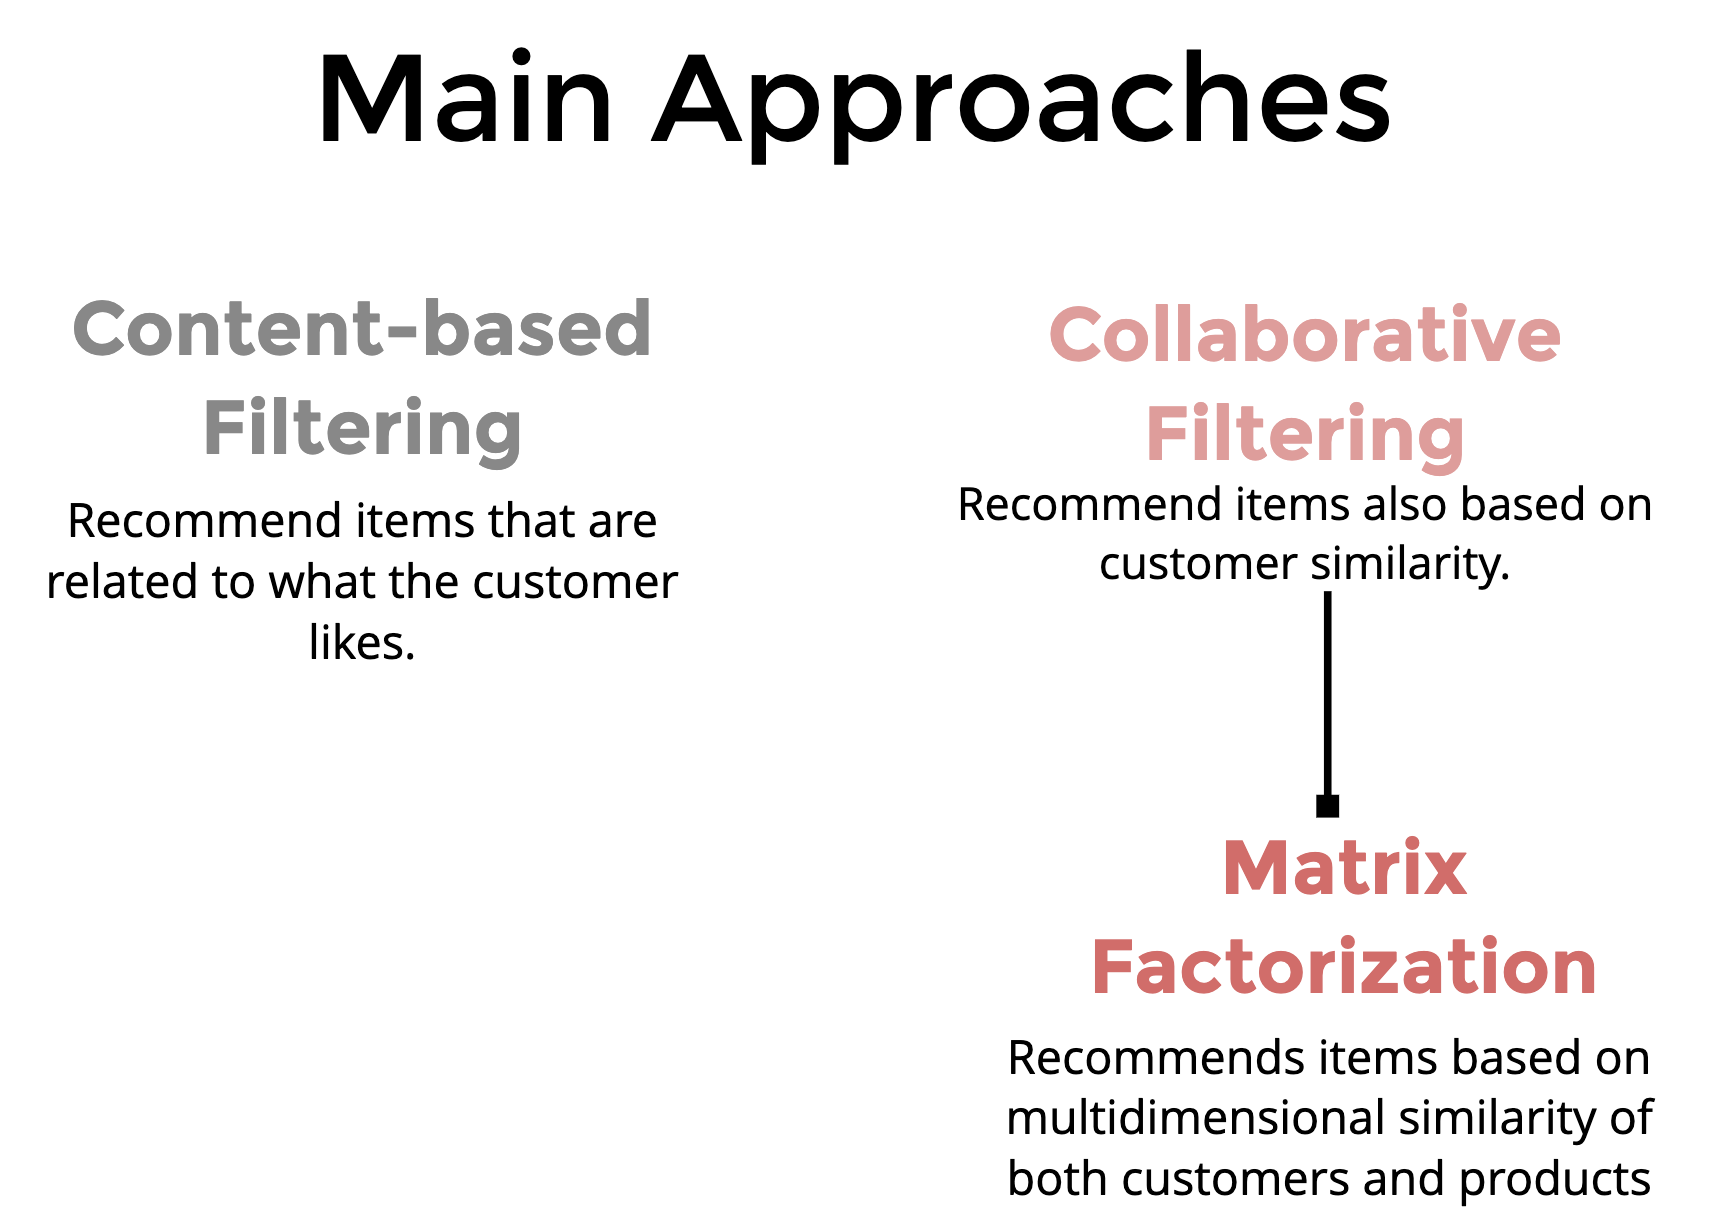 Main Approaches
Content-based
Filtering
Recommend items that are
related to what the customer
likes.
Collaborative
Filtering
Recommend items also based on
customer similarity.
Matrix
Factorization
Recommends items based on
multidimensional similarity of
both customers and products